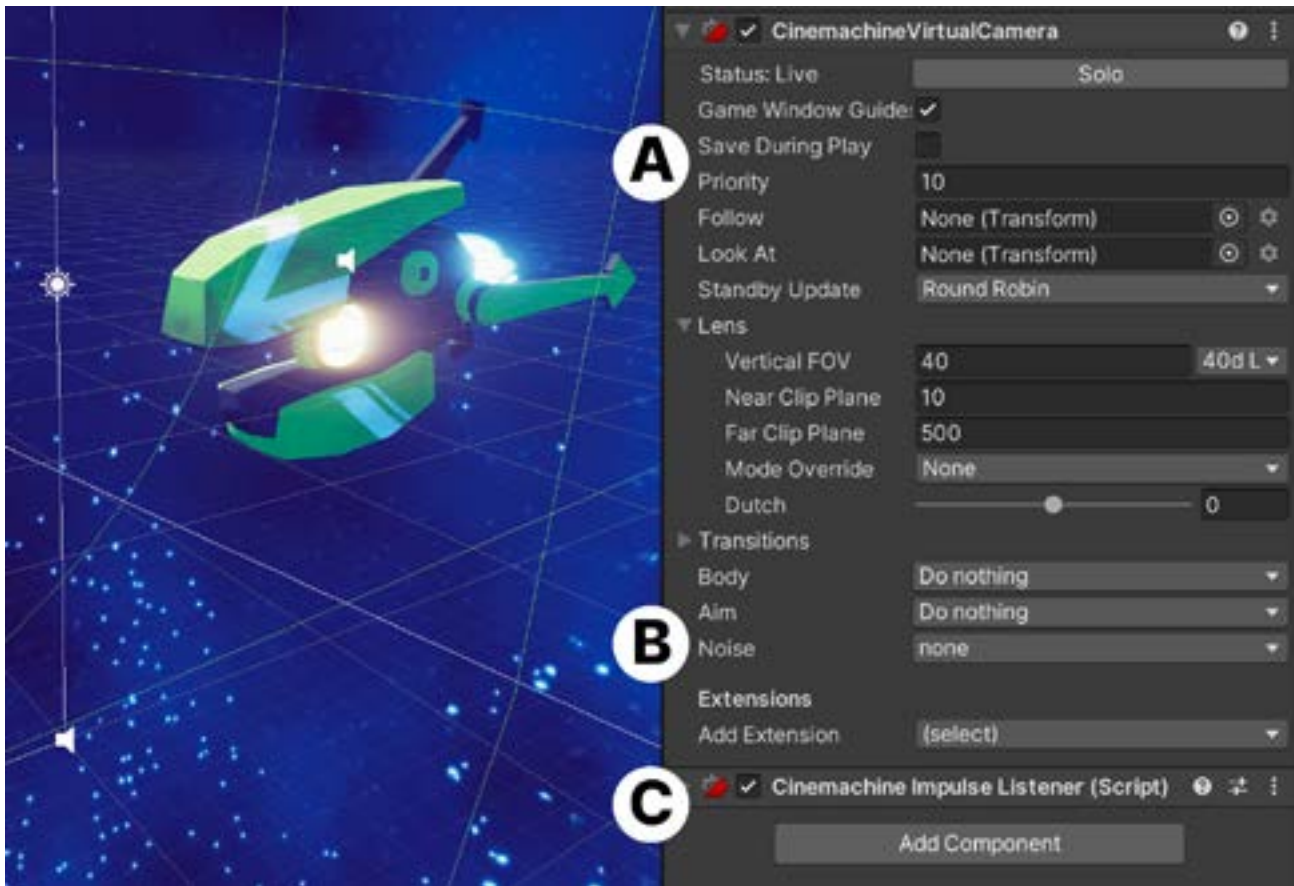 CinemachineVirtualCamera
Status: Live Solo
Game Window Guide:
A
Save During Play
Priority 10
Follow None (Transform)
Look At None (Transform)
Standby Update Round Robin
Lens
Vertical FOV 40 40d L
Near Clip Plane 10
Far Clip Plane 500
Mode Override None
Dutch 0
Transitions
Body Do nothing
Aim Do nothing
B
Noise none
Extensions
Add Extension (select)
C
Cinemachine Impulse Listener (Script)
Add Component